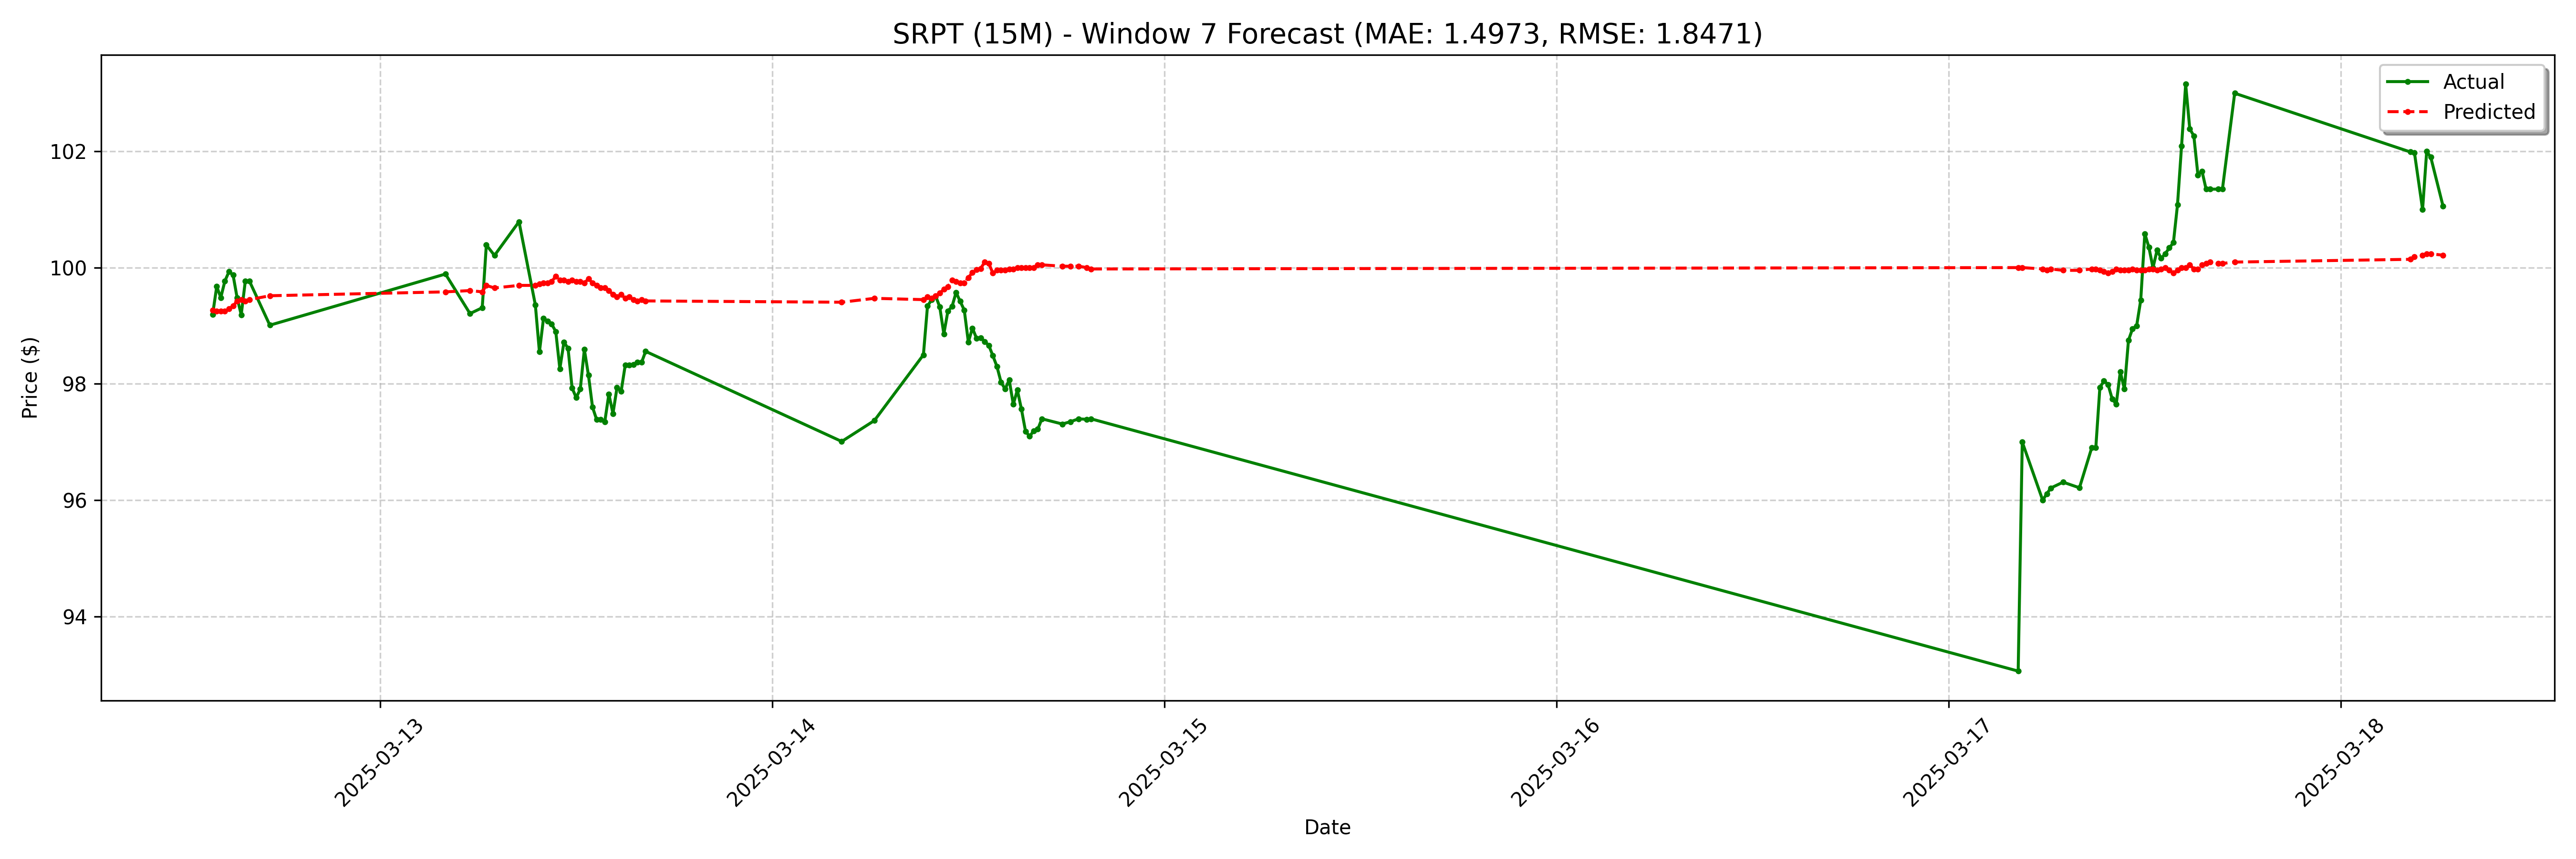 SRPT (15M) - Window 7 Forecast (MAE: 1.4973, RMSE: 1.8471)
Actual
Predicted
Price ($)
102
100
98
96
94
2025-03-13
2025-03-14
2025-03-15
2025-03-16
2025-03-17
2025-03-18
Date